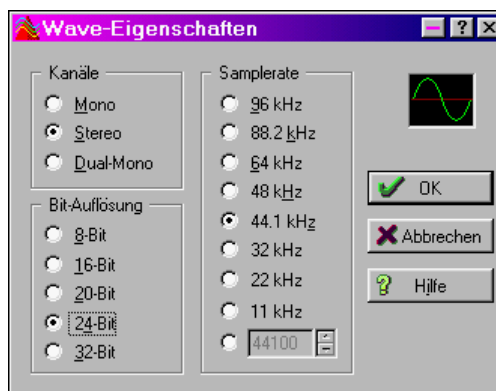 Wave-Eigenschaften
Kanäle
Mono
Stereo
Dual-Mono
Bit-Auflösung
8-Bit
16-Bit
20-Bit
24-Bit
32-Bit
Samplerate
96 kHz
88.2 kHz
64 kHz
48 kHz
44.1 kHz
32 kHz
22 kHz
11 kHz
44100
OK
Abbrechen
Hilfe